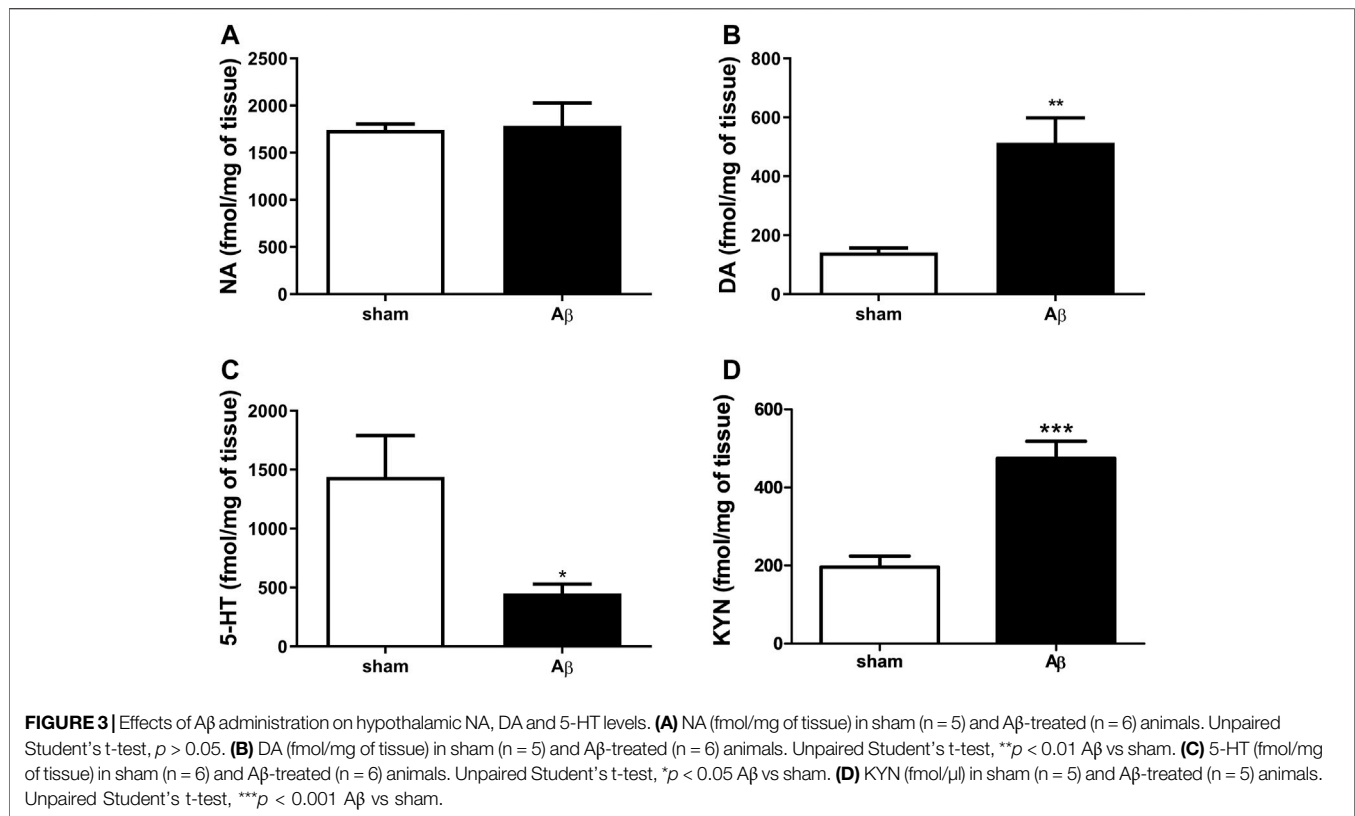 A
NA (fmol/mg of tissue)
2500
2000
1500
1000
500
0
sham
Aβ
B
DA (fmol/mg of tissue)
800
600
400
200
0
**
sham
Aβ
C
5-HT (fmol/mg of tissue)
2000
1500
1000
500
0
*
sham
Aβ
D
KYN (fmol/mg of tissue)
600
400
200
0
***
sham
Aβ
FIGURE 3 | Effects of Aβ administration on hypothalamic NA, DA and 5-HT levels. (A) NA (fmol/mg of tissue) in sham (n = 5) and Aβ-treated (n = 6) animals. Unpaired
Student's t-test, p > 0.05. (B) DA (fmol/mg of tissue) in sham (n = 5) and Aβ-treated (n = 6) animals. Unpaired Student's t-test, **p < 0.01 Aβ vs sham. (C) 5-HT (fmol/mg
of tissue) in sham (n = 6) and Aβ-treated (n = 6) animals. Unpaired Student's t-test, *p < 0.05 Aβ vs sham. (D) KYN (fmol/µl) in sham (n = 5) and Aβ-treated (n = 5) animals.
Unpaired Student's t-test, ***p < 0.001 Aβ vs sham.